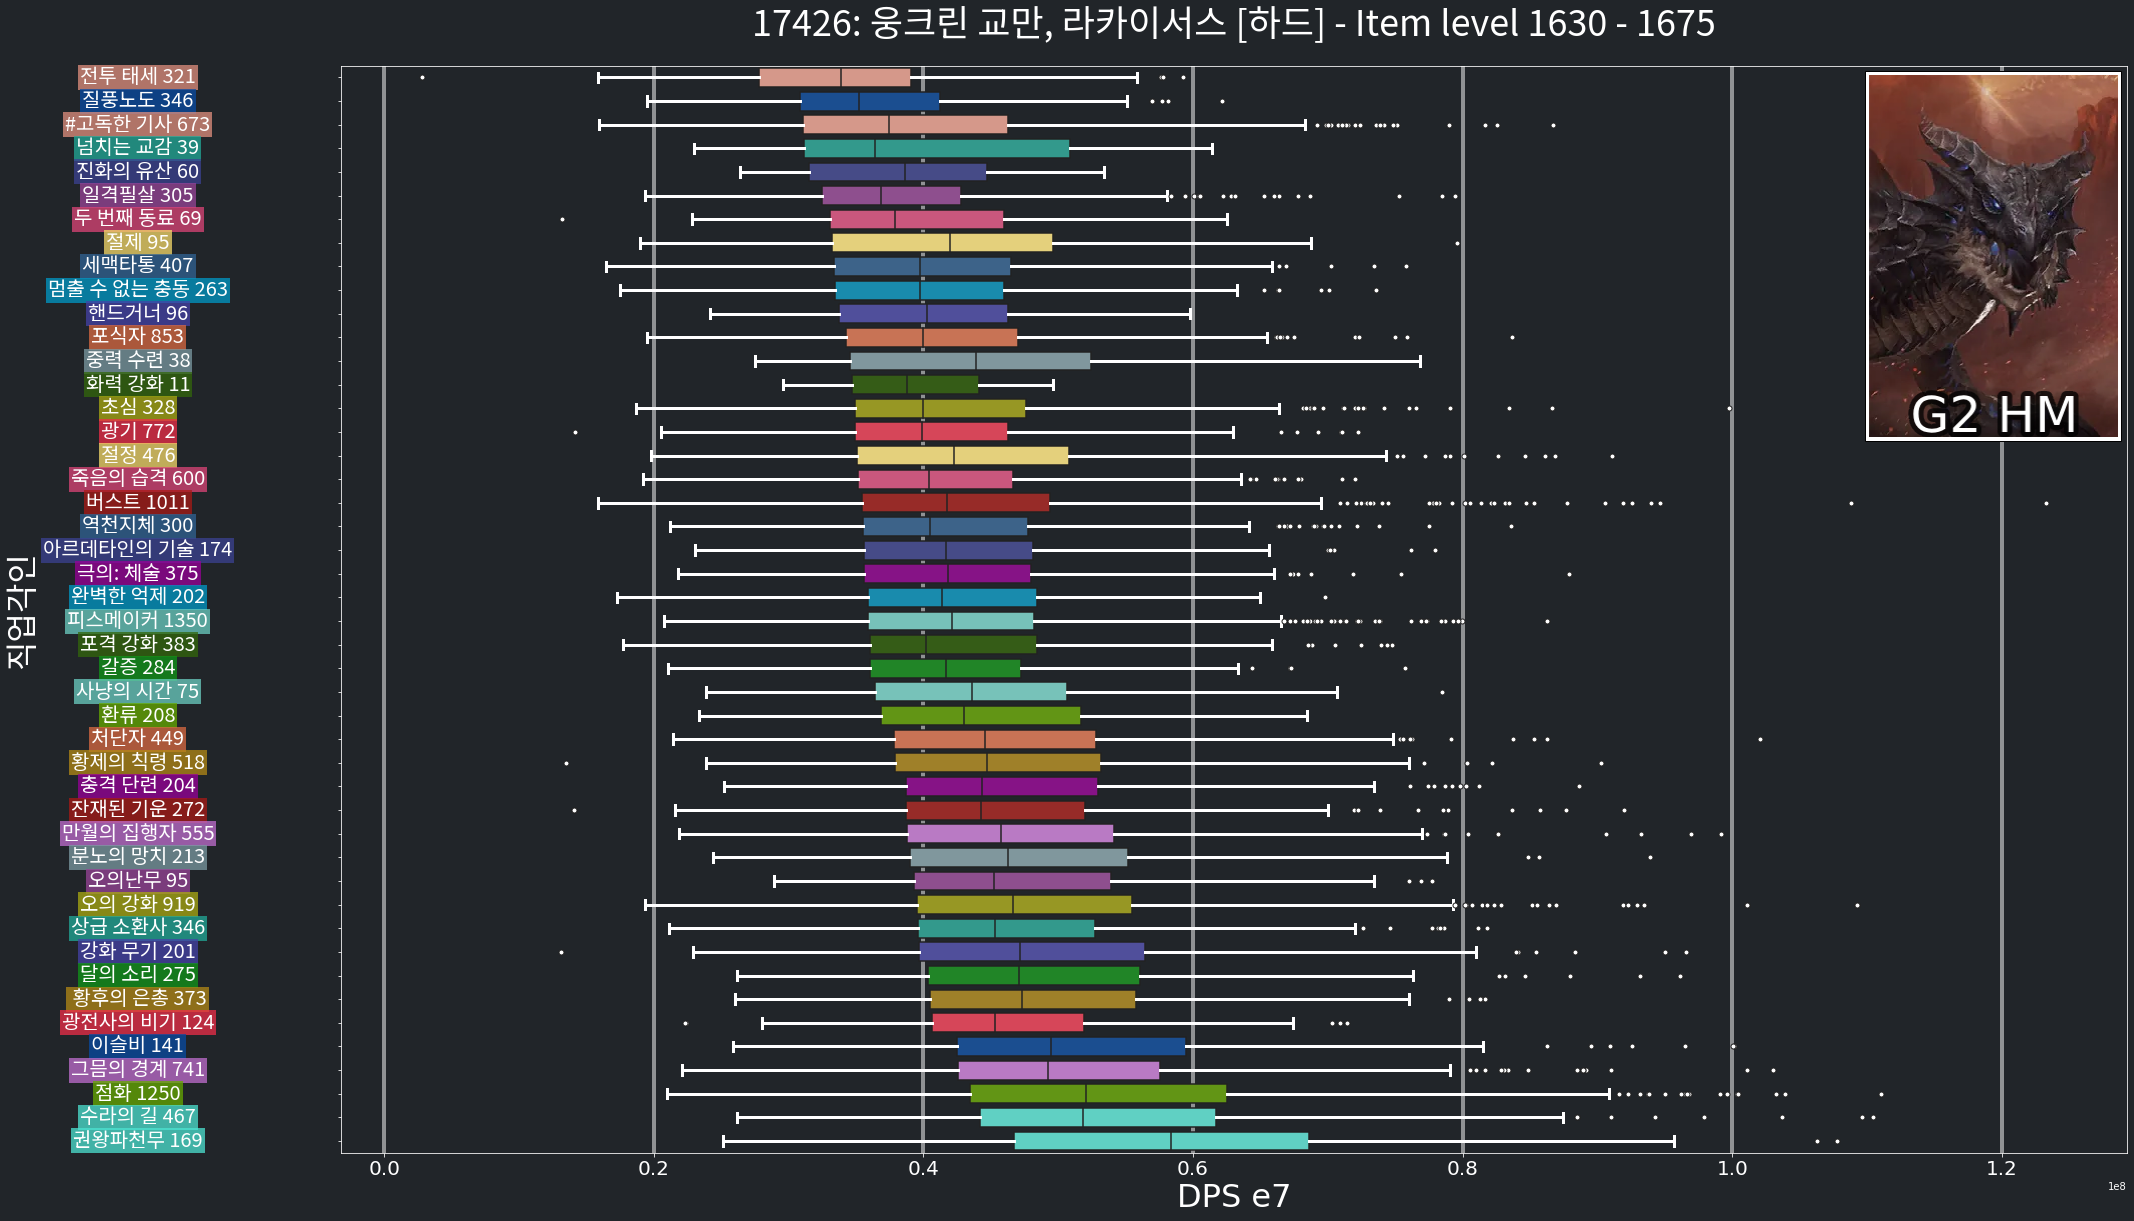 17426: 웅크린 교만, 라카이서스 [하드] - Item level 1630 - 1675
전투 태세 321
질풍노도 346
#고독한 기사 673
넘치는 교감 39
진화의 유산 60
일격필살 305
두 번째 동료 69
절제 95
세맥타통 407
멈출 수 없는 충동 263
핸드거너 96
포식자 853
중력 수련 38
화력 강화 11
초심 328
광기 772
절정 476
죽음의 습격 600
버스트 1011
역천지체 300
아르데타인의 기술 174
극의: 체술 375
완벽한 억제 202
피스메이커 1350
포격 강화 383
갈증 284
사냥의 시간 75
환류 208
처단자 449
황제의 칙령 518
충격 단련 204
잔재된 기운 272
만월의 집행자 555
분노의 망치 213
오의난무 95
오의 강화 919
상급 소환사 346
강화 무기 201
달의 소리 275
황후의 은총 373
광전사의 비기 124
이슬비 141
그믐의 경계 741
점화 1250
수라의 길 467
권왕파천무 169
직업각인
G2 HM
0.0 0.2 0.4 0.6 0.8 1.0 1.2
DPS e7
1e8